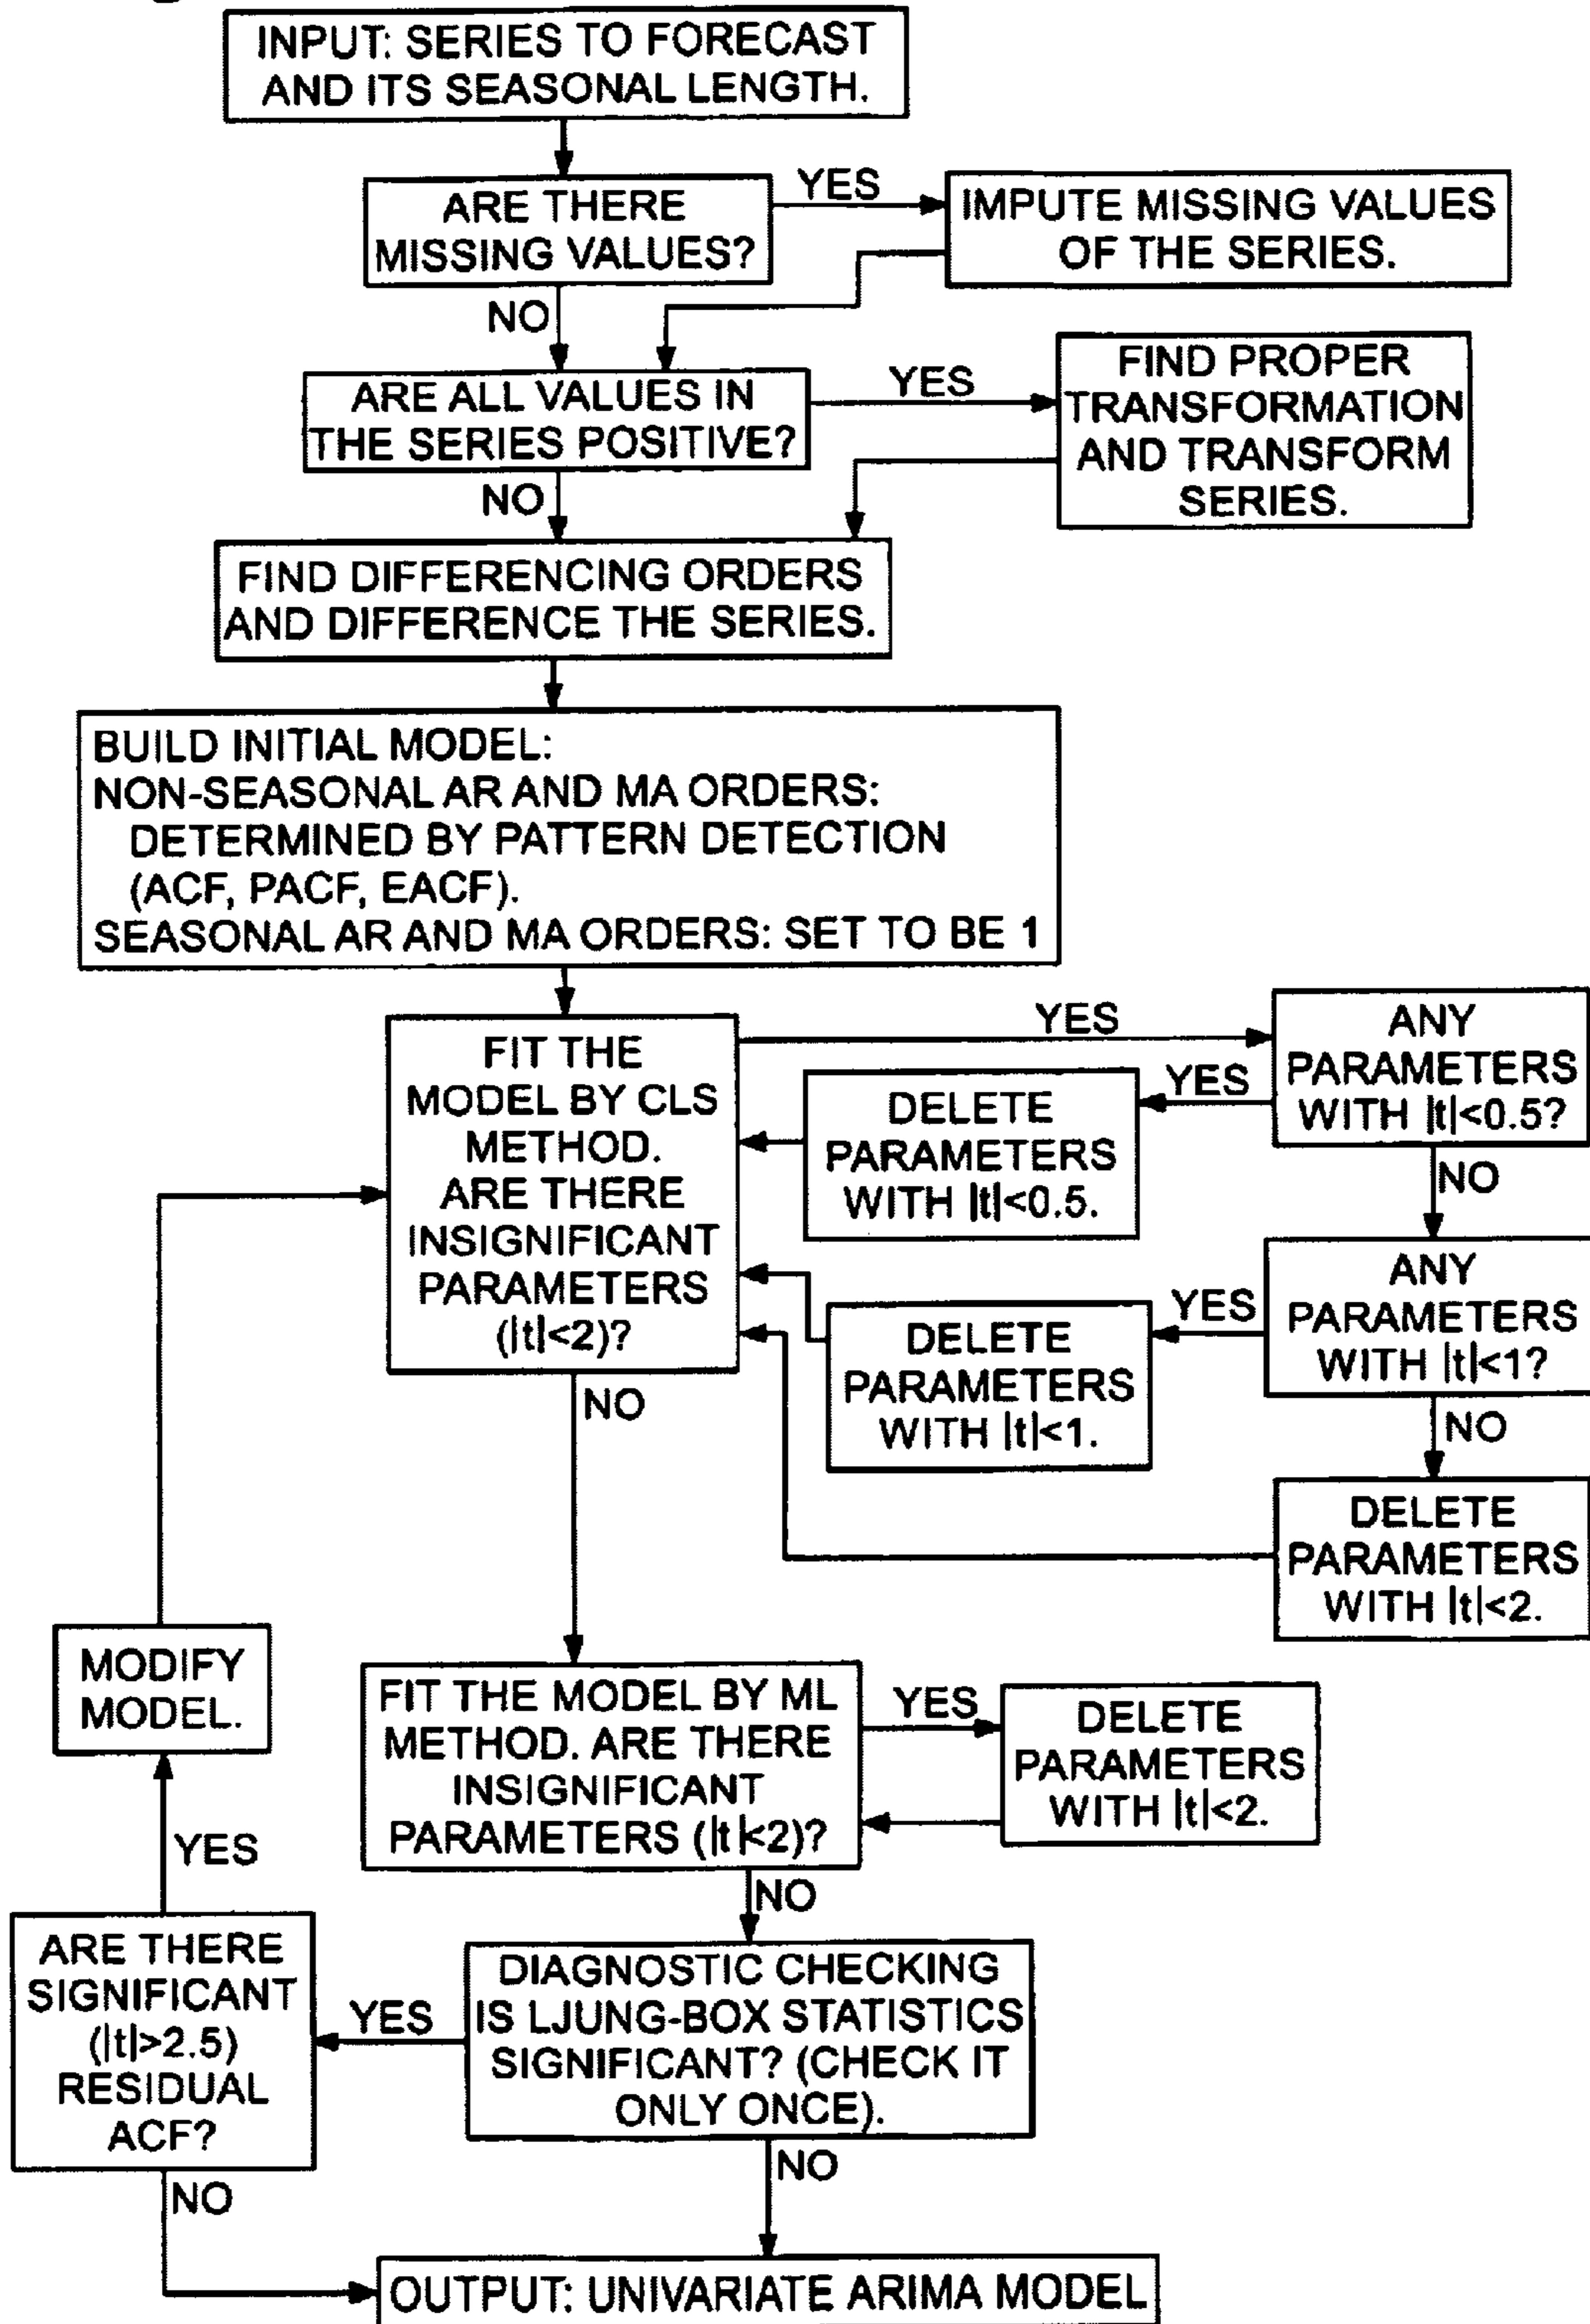 INPUT: SERIES TO FORECAST
AND ITS SEASONAL LENGTH.
ARE THERE
MISSING VALUES?
YES
IMPUTE MISSING VALUES
OF THE SERIES.
NO
ARE ALL VALUES IN
THE SERIES POSITIVE?
YES
FIND PROPER
TRANSFORMATION
AND TRANSFORM
SERIES.
NO
FIND DIFFERENCING ORDERS
AND DIFFERENCE THE SERIES.
BUILD INITIAL MODEL:
NON-SEASONAL AR AND MA ORDERS:
DETERMINED BY PATTERN DETECTION
(ACF, PACF, EACF).
SEASONAL AR AND MA ORDERS: SET TO BE 1
FIT THE
MODEL BY CLS
METHOD.
ARE THERE
INSIGNIFICANT
PARAMETERS
(|t|<2)?
YES
ANY
PARAMETERS
WITH |t|<0.5?
YES
DELETE
PARAMETERS
WITH |t|<0.5.
NO
ANY
PARAMETERS
WITH |t|<1?
YES
DELETE
PARAMETERS
WITH |t|<1.
NO
DELETE
PARAMETERS
WITH |t|<2.
NO
MODIFY
MODEL.
FIT THE MODEL BY ML
METHOD. ARE THERE
INSIGNIFICANT
PARAMETERS (|t|<2)?
YES
DELETE
PARAMETERS
WITH |t|<2.
YES
NO
ARE THERE
SIGNIFICANT
(|t|>2.5)
RESIDUAL
ACF?
YES
DIAGNOSTIC CHECKING
IS LJUNG-BOX STATISTICS
SIGNIFICANT? (CHECK IT
ONLY ONCE).
NO
NO
OUTPUT: UNIVARIATE ARIMA MODEL